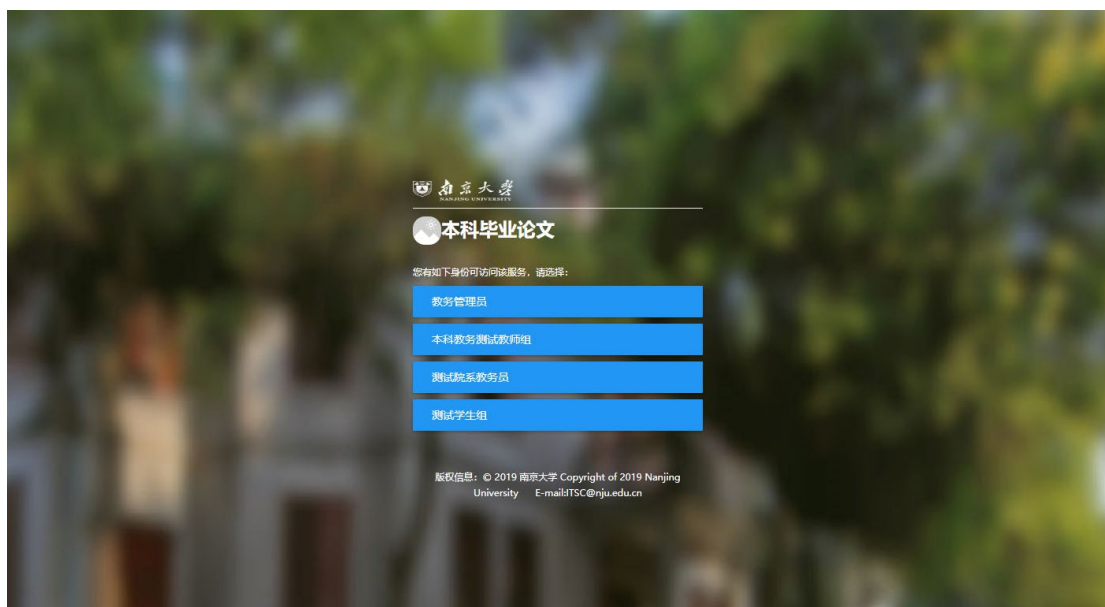 南京大学
NANJING UNIVERSITY
本科毕业论文
您有如下身份可访问该服务，请选择：
教务管理员
本科教务测试教师组
测试院系教务员
测试学生组
版权信息：© 2019 南京大学 Copyright of 2019 Nanjing
University E-mail:ITSC@nju.edu.cn